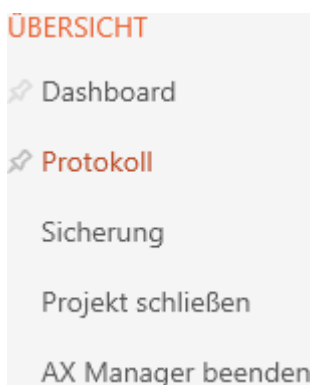 ÜBERSICHT
Dashboard
Protokoll
Sicherung
Projekt schließen
AX Manager beenden